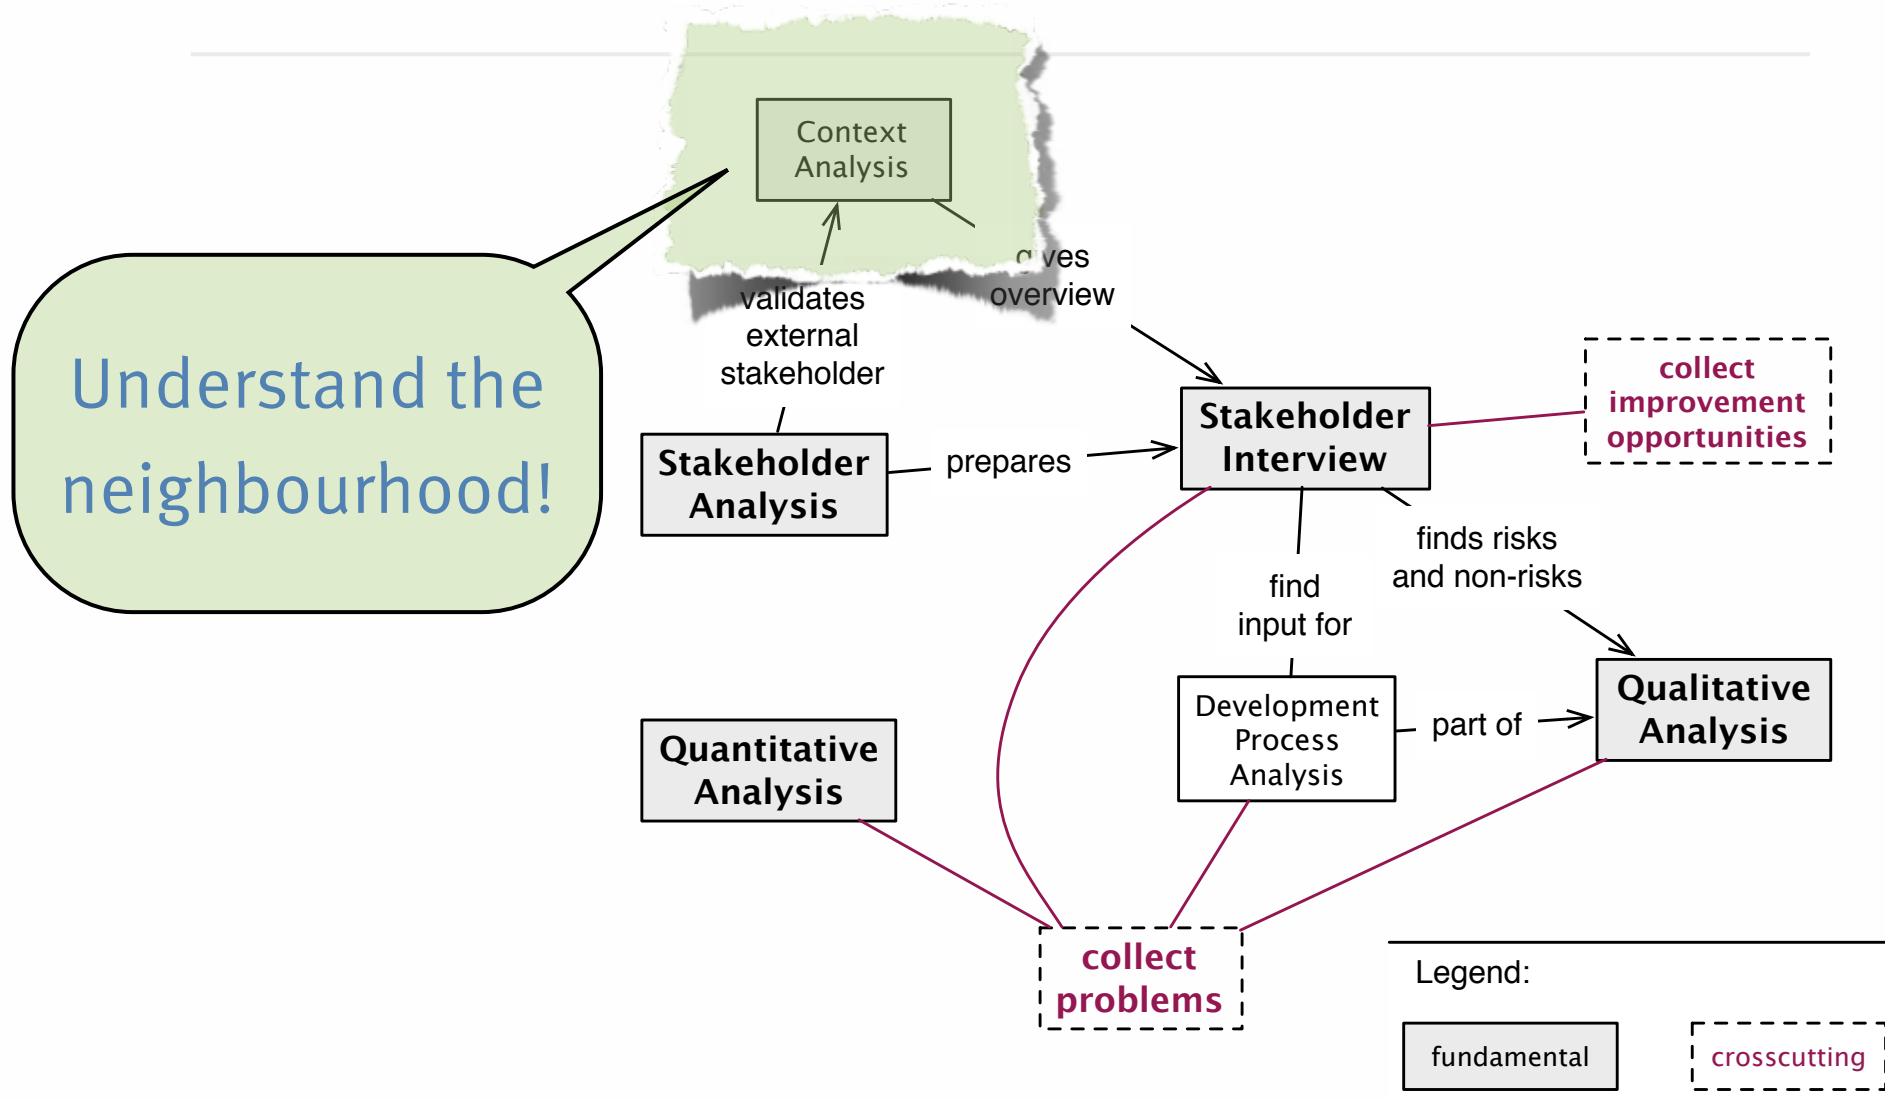 Context
Analysis
gives
overview
validates
external
stakeholder
Understand the
neighbourhood!
collect
improvement
opportunities
Stakeholder
Interview
Stakeholder
Analysis
prepares
finds risks
and non-risks
find
input for
Qualitative
Analysis
Development
Process
Analysis
part of
Quantitative
Analysis
collect
problems
Legend:
fundamental
crosscutting